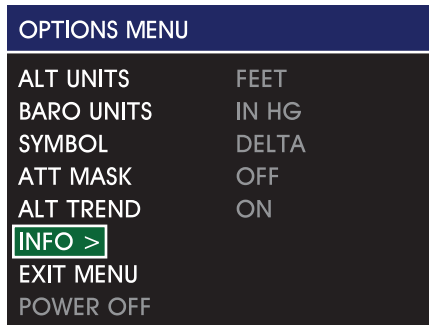 OPTIONS MENU
ALT UNITS FEET
BARO UNITS IN HG
SYMBOL DELTA
ATT MASK OFF
ALT TREND ON
INFO >
EXIT MENU
POWER OFF